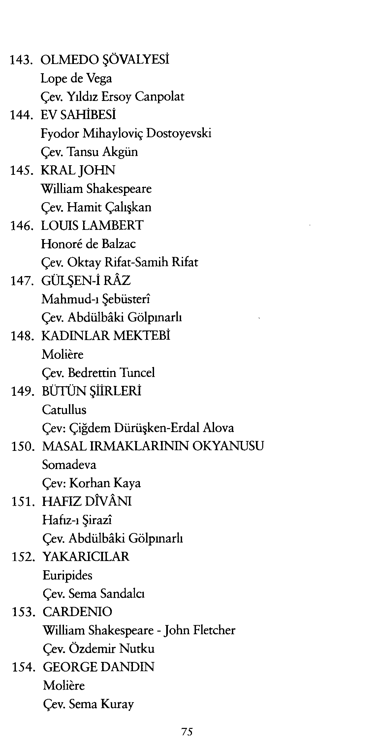 143. OLMEDO ŞÖVALYESİ
Lope de Vega
Çev. Yıldız Ersoy Canpolat
144. EV SAHİBESİ
Fyodor Mihayloviç Dostoyevski
Çev. Tansu Akgün
145. KRAL JOHN
William Shakespeare
Çev. Hamit Çalışkan
146. LOUIS LAMBERT
Honoré de Balzac
Çev. Oktay Rifat-Samih Rifat
147. GÜLŞEN-İ RÂZ
Mahmud-ı Şebüsterî
Çev. Abdülbâki Gölpınarlı
148. KADINLAR MEKTEBİ
Molière
Çev. Bedrettin Tuncel
149. BÜTÜN ŞİİRLERİ
Catullus
Çev: Çiğdem Dürüşken-Erdal Alova
150. MASAL IRMAKLARININ OKYANUSU
Somadeva
Çev: Korhan Kaya
151. HAFIZ DÎVÂNI
Hafız-ı Şirazî
Çev. Abdülbâki Gölpınarlı
152. YAKARICILAR
Euripides
Çev. Sema Sandalcı
153. CARDENIO
William Shakespeare - John Fletcher
Çev. Özdemir Nutku
154. GEORGE DANDIN
Molière
Çev. Sema Kuray
75